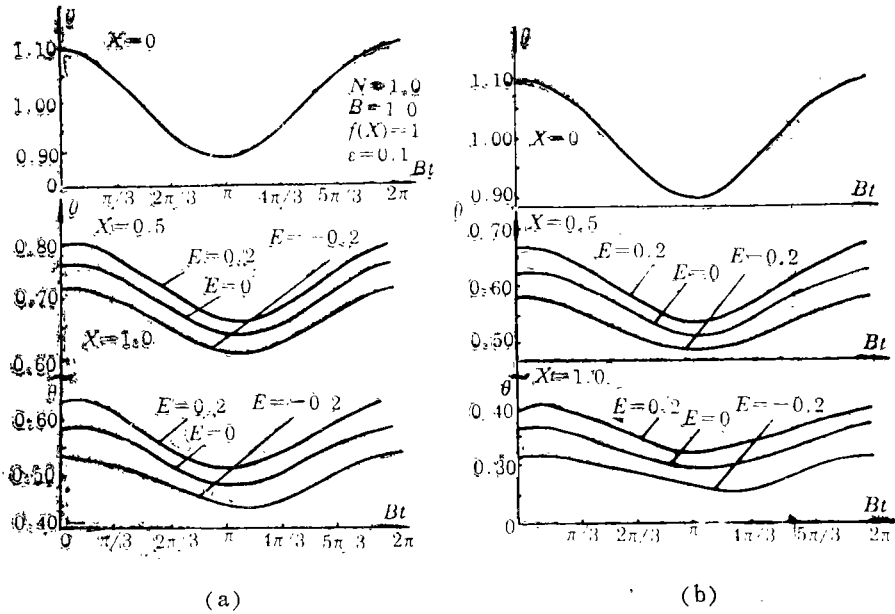 θ
X=0
1.10
1.00
0.90
0
N=1.0
B=1.0
f(X)=1
ε=0.1
Bt
π/3 2π/3 π 4π/3 5π/3 2π
θ
X=0.5
0.80
0.70
0.60
E=0.2
E=0
E=-0.2
X=1.0
θ
0.60
0.50
0.40
E=0.2
E=0
E=-0.2
Bt
0 π/3 2π/3 π 4π/3 5π/3 2π
(a)
θ
1.10
1.00
0.90
X=0
Bt
θ
0.70
0.60
0.50
X=0.5
E=0.2
E=0
E=-0.2
Bt
θ
X=1.0
0.40
0.30
0
E=0.2
E=0
E=-0.2
Bt
π/3 2π/3 π 4π/3 5π/3 2π
(b)